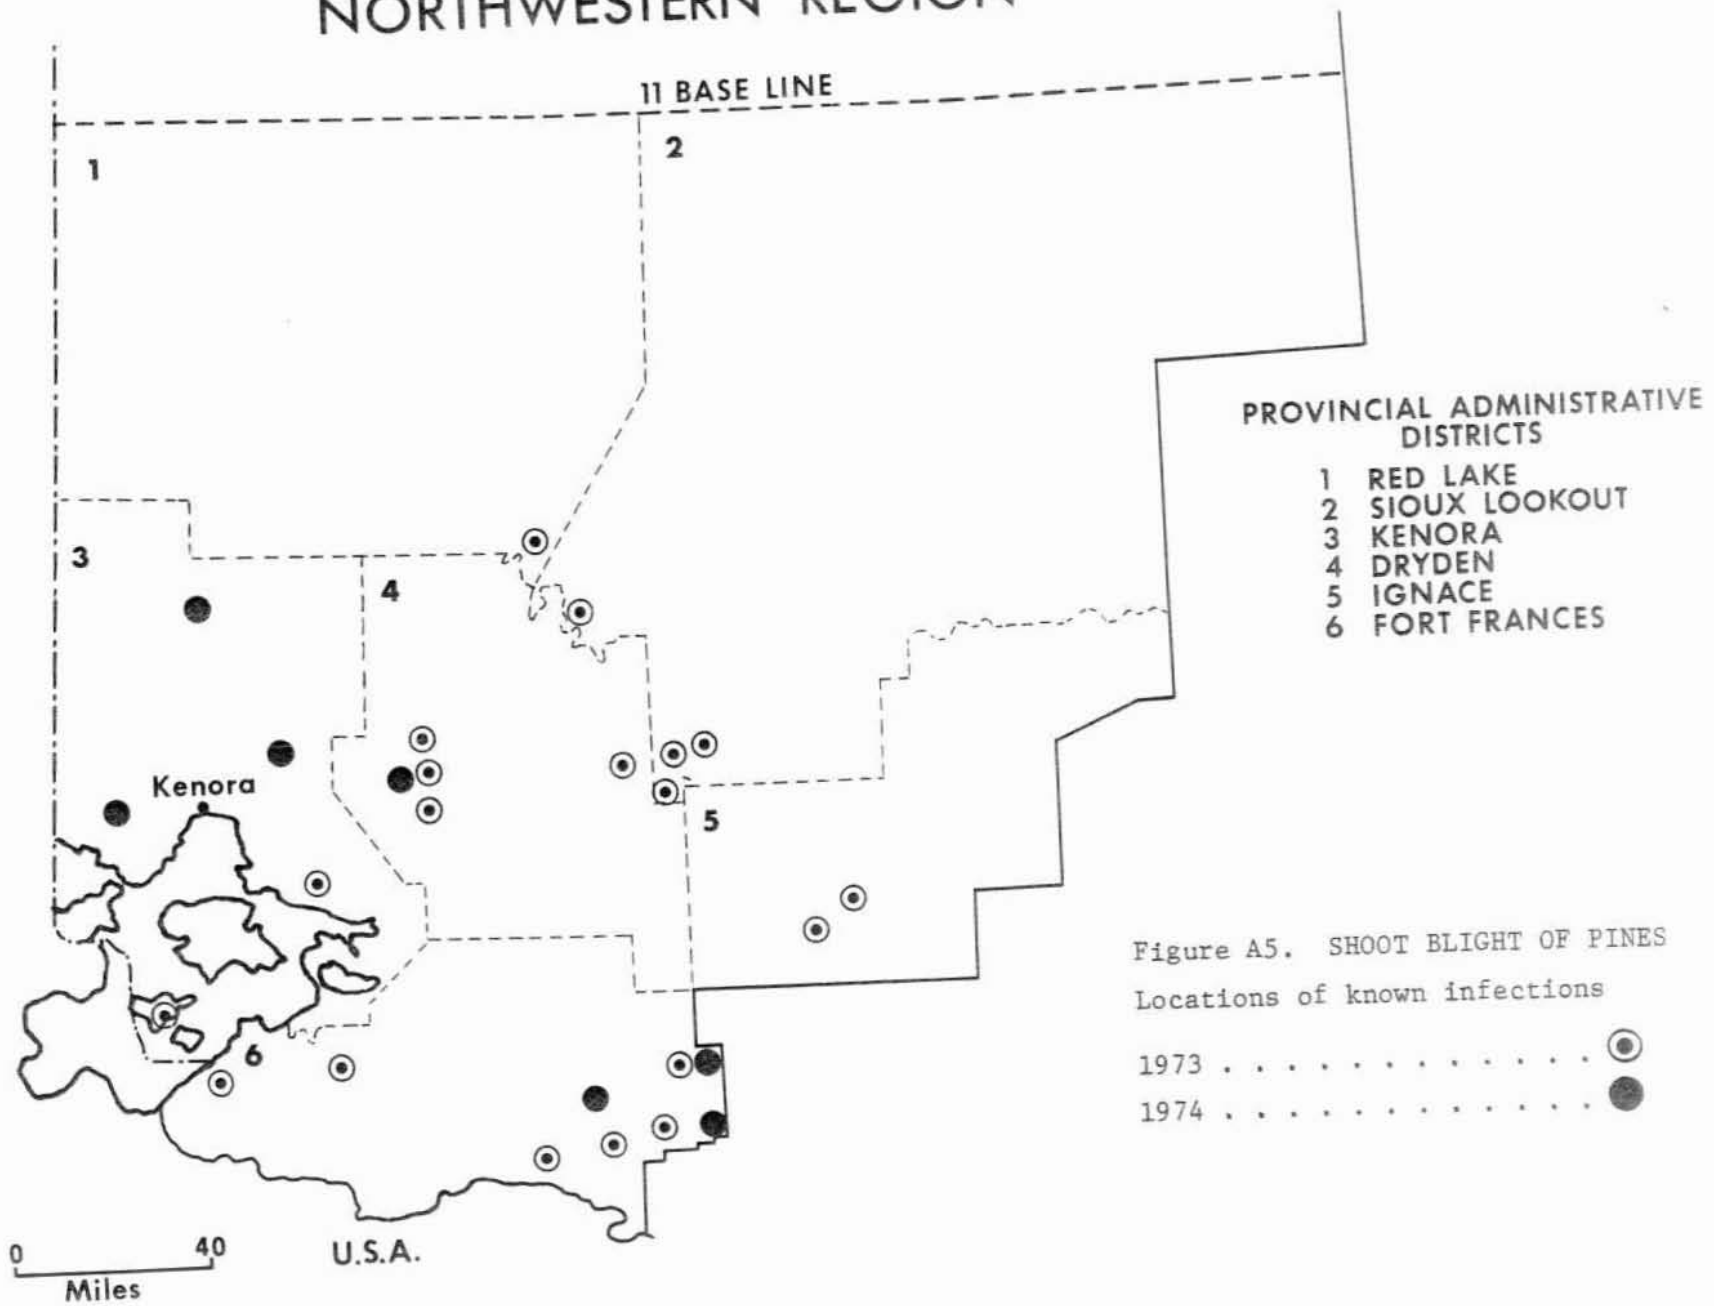 NORTHWESTERN REGION
11 BASE LINE
1
2
3
4
Kenora
5
6
U.S.A.
0 40
Miles
PROVINCIAL ADMINISTRATIVE
DISTRICTS
1 RED LAKE
2 SIOUX LOOKOUT
3 KENORA
4 DRYDEN
5 IGNACE
6 FORT FRANCES
Figure A5. SHOOT BLIGHT OF PINES
Locations of known infections
1973 . . . . . . . . . . . .
1974 . . . . . . . . . . . .